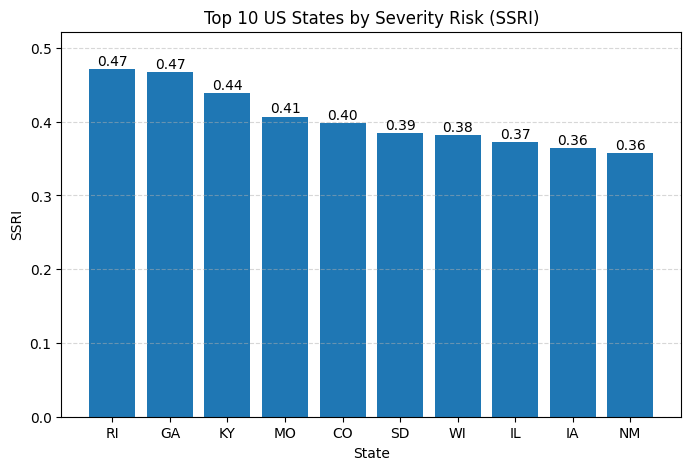 Top 10 US States by Severity Risk (SSRI)
0.5
0.4
0.3
0.2
0.1
0.0
SSRI
0.47 0.47 0.44 0.41 0.40 0.39 0.38 0.37 0.36 0.36
RI GA KY MO CO SD WI IL IA NM
State